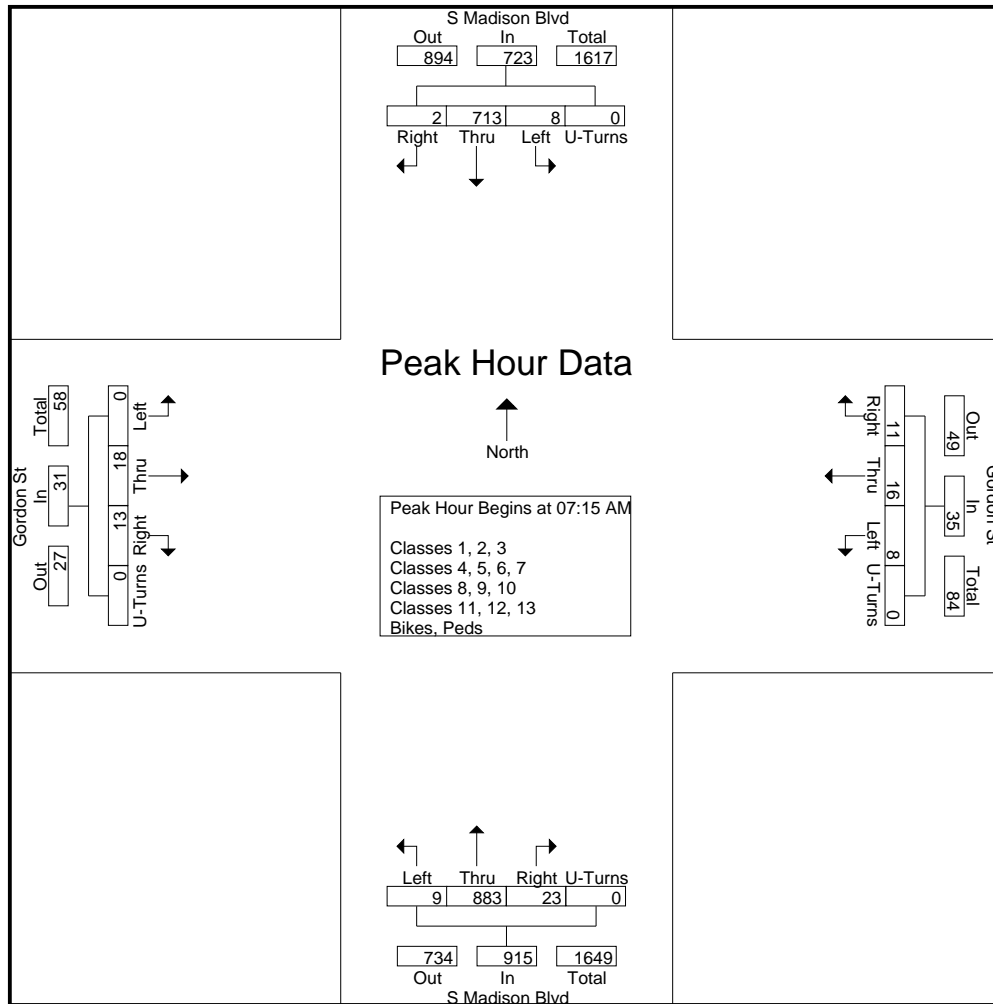 S Madison Blvd
Out In Total
894 723 1617
2 713 8 0
Right Thru Left U-Turns
Peak Hour Data
North
Peak Hour Begins at 07:15 AM
Classes 1, 2, 3
Classes 4, 5, 6, 7
Classes 8, 9, 10
Classes 11, 12, 13
Bikes, Peds
Gordon St
Out In Total
27 31 58
0 13 18 0
U-Turns Right Thru Left
Gordon St
Out In Total
49 35 84
11 16 8 0
Right Thru Left U-Turns
Left Thru Right U-Turns
9 883 23 0
734 915 1649
Out In Total
S Madison Blvd